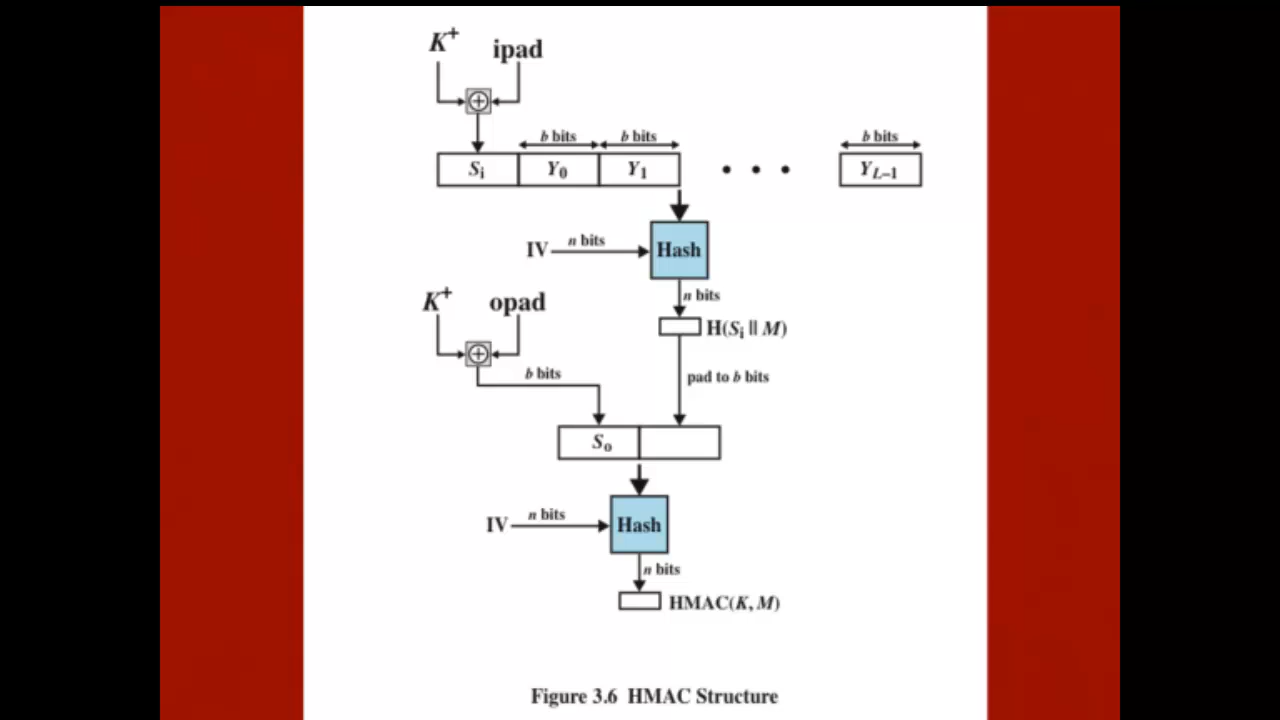 K+ ipad
b bits b bits b bits
Si Y0 Y1 • • • YL–1
IV n bits Hash
n bits
K+ opad
H(Si || M)
b bits pad to b bits
So
IV n bits Hash
n bits
HMAC(K, M)
Figure 3.6 HMAC Structure